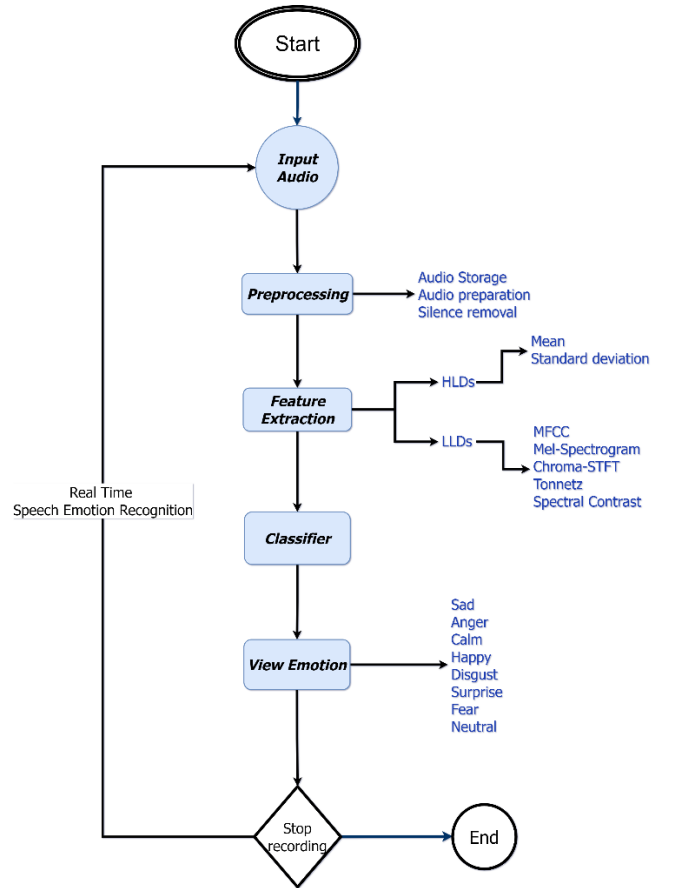 Start
Input
Audio
Preprocessing
Audio Storage
Audio preparation
Silence removal
Mean
Standard deviation
HLDs
Feature
Extraction
LLDs
MFCC
Mel-Spectrogram
Chroma-STFT
Tonnetz
Spectral Contrast
Real Time
Speech Emotion Recognition
Classifier
View Emotion
Sad
Anger
Calm
Happy
Disgust
Surprise
Fear
Neutral
Stop
recording
End